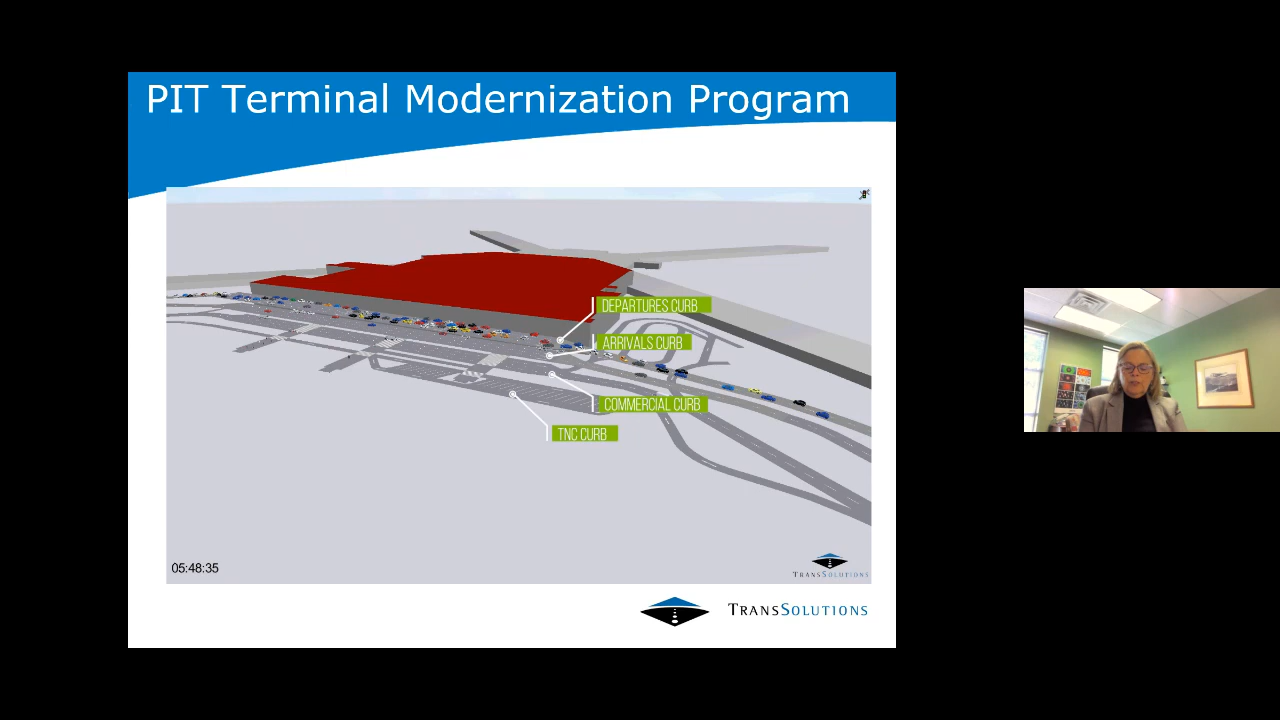 PIT Terminal Modernization Program
DEPARTURES CURB
ARRIVALS CURB
COMMERCIAL CURB
TNC CURB
05:48:35
TRANSSOLUTIONS
TRANSSOLUTIONS